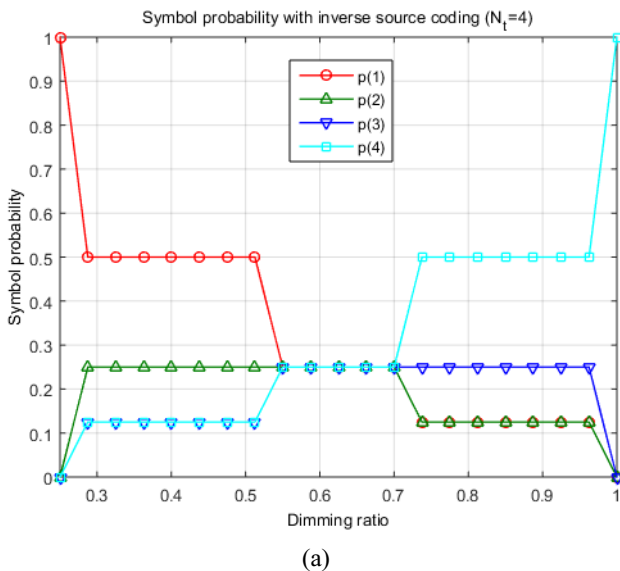 Symbol probability with inverse source coding (N_t=4)
1
0.9
0.8
0.7
0.6
0.5
0.4
0.3
0.2
0.1
0
Symbol probability
p(1)
p(2)
p(3)
p(4)
0.3 0.4 0.5 0.6 0.7 0.8 0.9 1
Dimming ratio
(a)